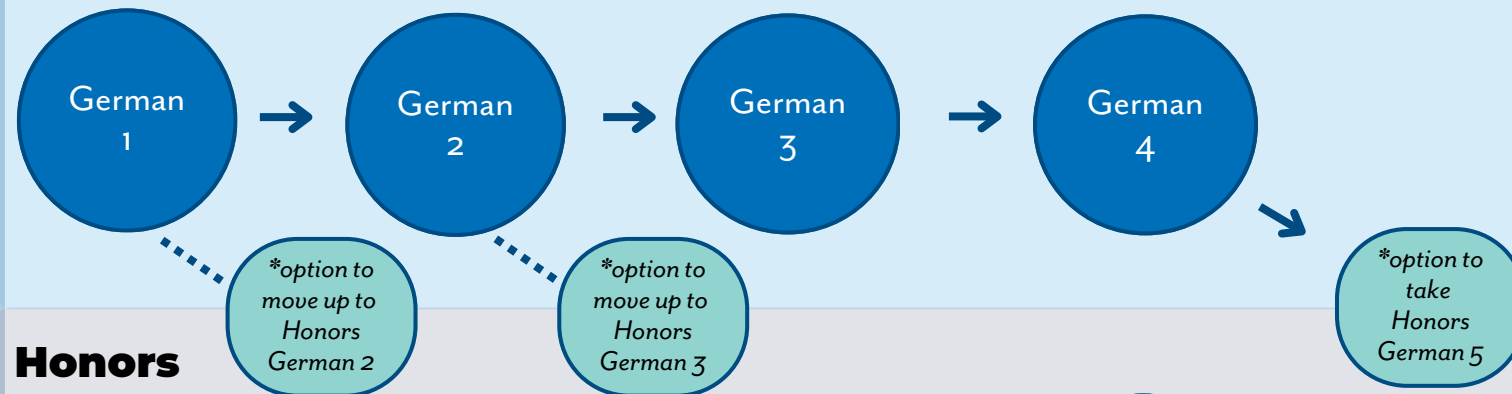 German
1
German
2
German
3
German
4
*option to
move up to
Honors
German 2
*option to
move up to
Honors
German 3
*option to
take
Honors
German 5
Honors